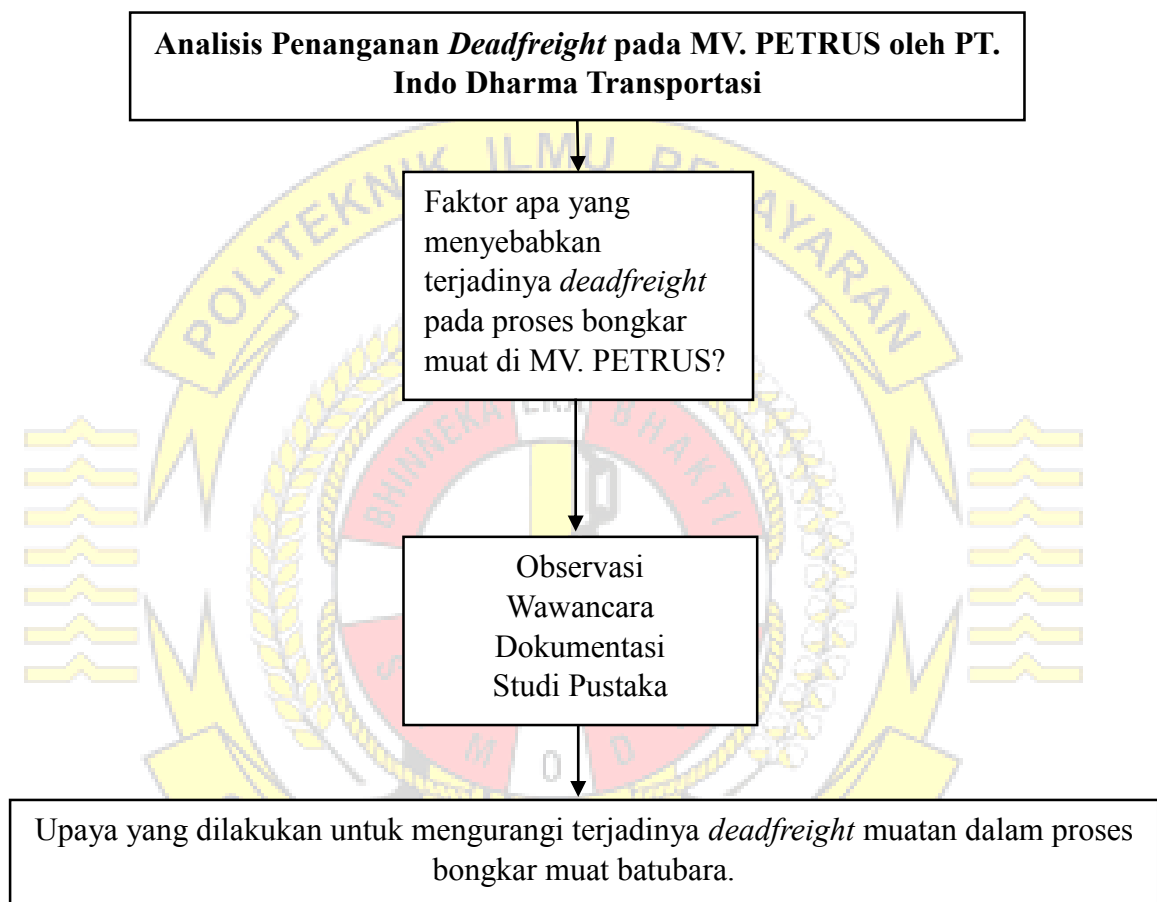 Analisis Penanganan Deadfreight pada MV. PETRUS oleh PT.
Indo Dharma Transportasi
POLITEKNIK ILMU
Faktor apa yang
menyebabkan
terjadinya deadfreight
pada proses bongkar
muat di MV. PETRUS?
BHINNEKA EKA BHAKTI
Observasi
Wawancara
Dokumentasi
Studi Pustaka
Upaya yang dilakukan untuk mengurangi terjadinya deadfreight muatan dalam proses
bongkar muat batubara.